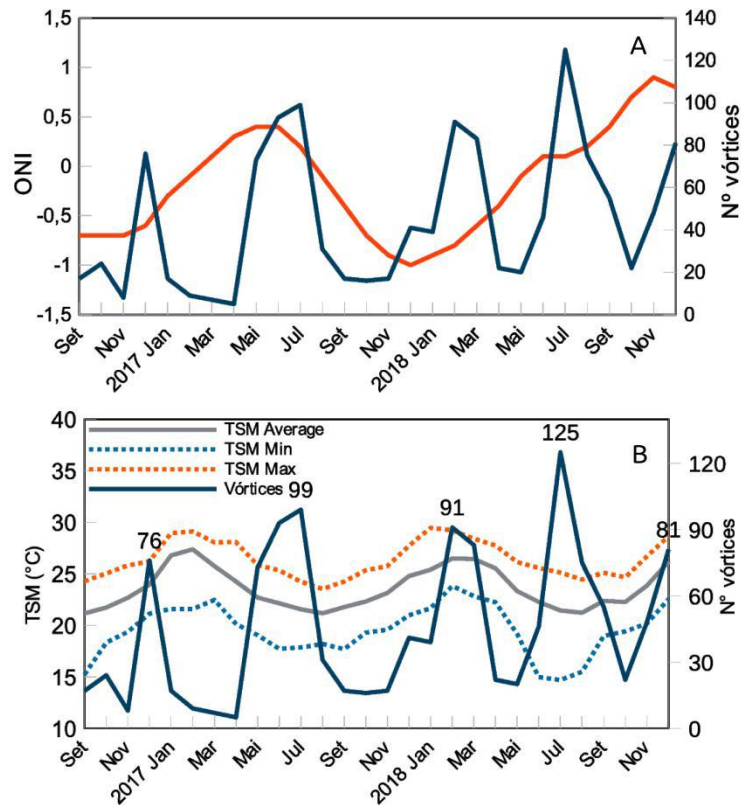 1,5
1
0,5
0
-0,5
-1
-1,5
ONI
A
140
120
100
80
60
40
20
0
Nº vórtices
Set
Nov
2017 Jan
Mar
Mai
Jul
Set
Nov
2018 Jan
Mar
Mai
Jul
Set
Nov
40
35
30
25
20
15
10
TSM (°C)
TSM Average
TSM Min
TSM Max
Vórtices
76
99
91
125
81
B
120
90
60
30
0
N° vórtices
Set
Nov
2017 Jan
Mar
Mai
Jul
Set
Nov
2018 Jan
Mar
Mai
Jul
Set
Nov